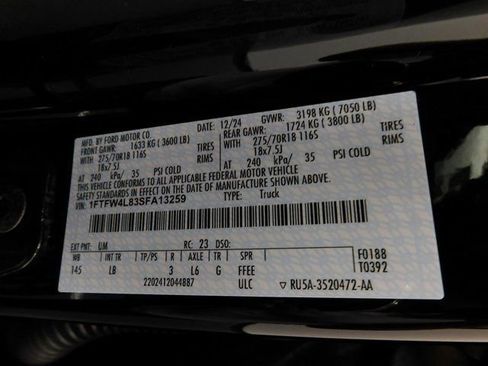 MFD. BY FORD MOTOR CO.
DATE: 12/24 GVWR: 3198 KG ( 7050 LB)
FRONT GAWR: 1633 KG ( 3600 LB) REAR GAWR: 1724 KG ( 3800 LB)
WITH 275/70R18 116S TIRES WITH 275/70R18 116S TIRES
18x7.5J RIMS 18x7.5J RIMS
AT 240 kPa/ 35 PSI COLD AT 240 kPa/ 35 PSI COLD
THIS VEHICLE CONFORMS TO ALL APPLICABLE FEDERAL MOTOR VEHICLE
SAFETY STANDARDS IN EFFECT ON THE DATE OF MANUFACTURE SHOWN ABOVE.
VIN: 1FTFW4L83SFA13259 TYPE: Truck
EXT PNT: UM RC: 23 DSO:
WB INT TR TP/PS R AXLE TR SPR
145 LB 3 L6 G FFEE
F0188
T0392
2202412044887 ULC ▽ RU5A-3520472-AA